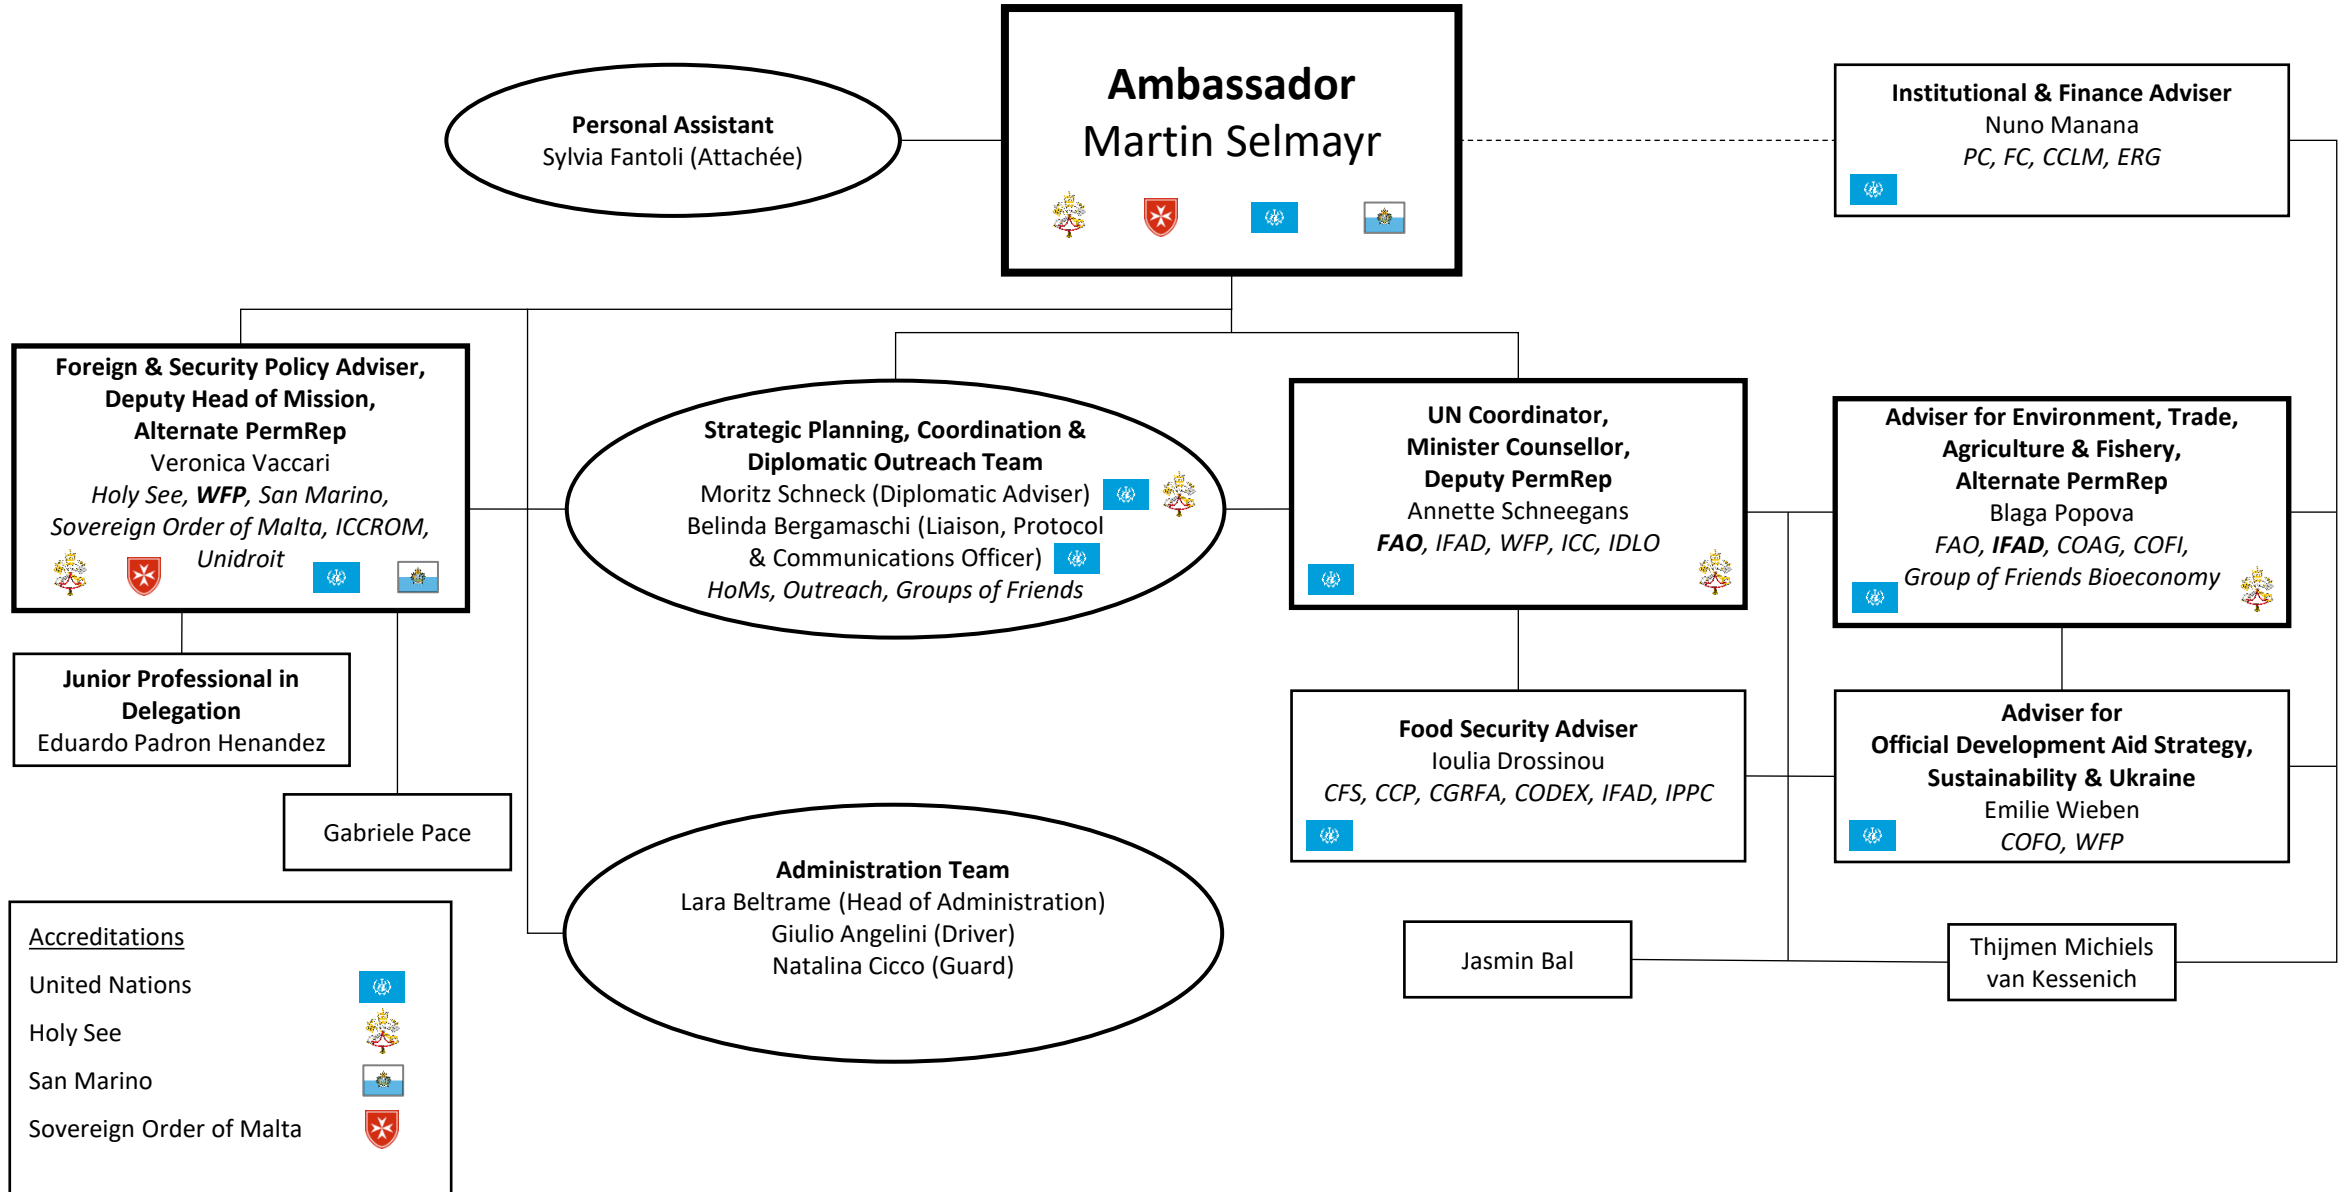 Ambassador
Martin Selmayr
Personal Assistant
Sylvia Fantoli (Attachée)
Institutional & Finance Adviser
Nuno Manana
PC, FC, CCLM, ERG
Foreign & Security Policy Adviser,
Deputy Head of Mission,
Alternate PermRep
Veronica Vaccari
Holy See, WFP, San Marino,
Sovereign Order of Malta, ICCROM,
Unidroit
Strategic Planning, Coordination &
Diplomatic Outreach Team
Moritz Schneck (Diplomatic Adviser)
Belinda Bergamaschi (Liaison, Protocol
& Communications Officer)
HoMs, Outreach, Groups of Friends
UN Coordinator,
Minister Counsellor,
Deputy PermRep
Annette Schneegans
FAO, IFAD, WFP, ICC, IDLO
Adviser for Environment, Trade,
Agriculture & Fishery,
Alternate PermRep
Blaga Popova
FAO, IFAD, COAG, COFI,
Group of Friends Bioeconomy
Junior Professional in
Delegation
Eduardo Padron Henandez
Gabriele Pace
Food Security Adviser
Ioulia Drossinou
CFS, CCP, CGRFA, CODEX, IFAD, IPPC
Adviser for
Official Development Aid Strategy,
Sustainability & Ukraine
Emilie Wieben
COFO, WFP
Administration Team
Lara Beltrame (Head of Administration)
Giulio Angelini (Driver)
Natalina Cicco (Guard)
Jasmin Bal
Thijmen Michiels
van Kessenich
Accreditations
United Nations
Holy See
San Marino
Sovereign Order of Malta